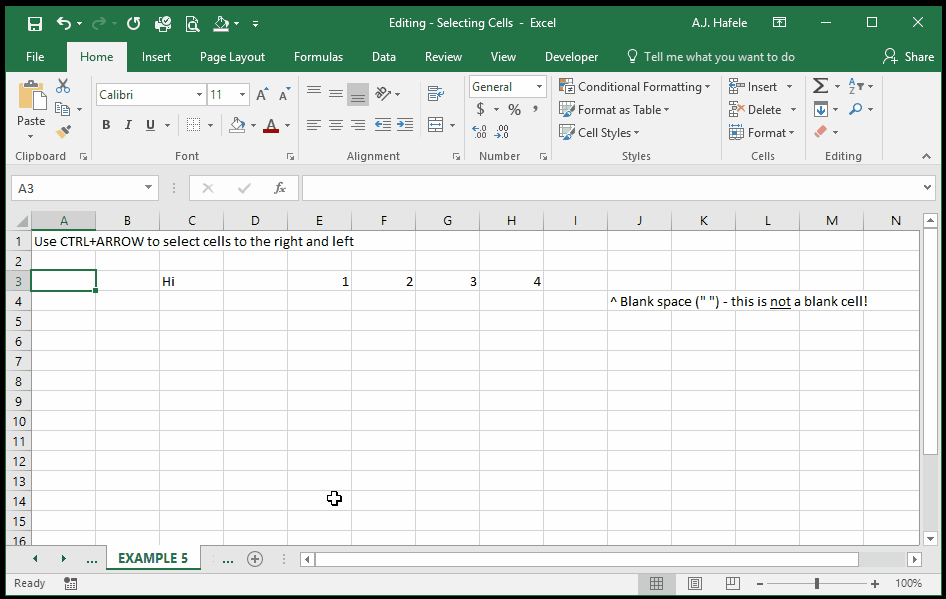 Editing - Selecting Cells - Excel
A.J. Hafele
File Home Insert Page Layout Formulas Data Review View Developer Tell me what you want to do Share
Paste
Calibri 11
B I U A
General
$ % ,
Conditional Formatting
Format as Table
Cell Styles
Insert
Delete
Format
Clipboard Font Alignment Number Styles Cells Editing
A3 fx
A B C D E F G H I J K L M N
1 Use CTRL+ARROW to select cells to the right and left
2
3 Hi 1 2 3 4
4 ^ Blank space (" ") - this is not a blank cell!
5
6
7
8
9
10
11
12
13
14
15
16
... EXAMPLE 5 ...
Ready 100%